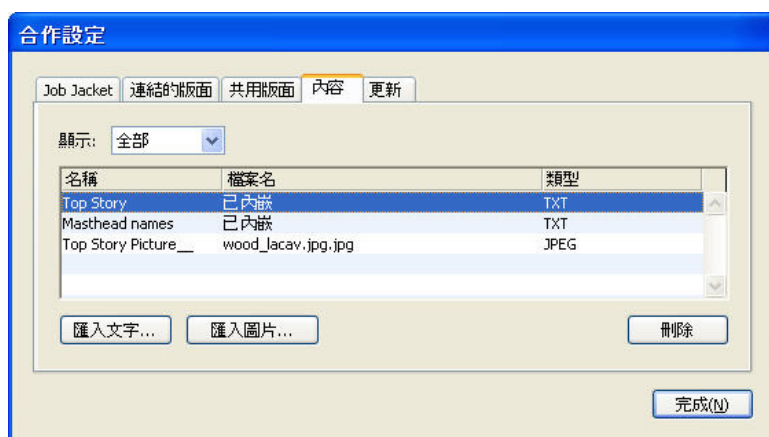 合作設定
Job Jacket 連結的版面 共用版面 內容 更新
顯示: 全部
名稱 檔案名 類型
Top Story 已內嵌 TXT
Masthead names 已內嵌 TXT
Top Story Picture__ wood_lacav.jpg.jpg JPEG
匯入文字... 匯入圖片... 刪除
完成(N)